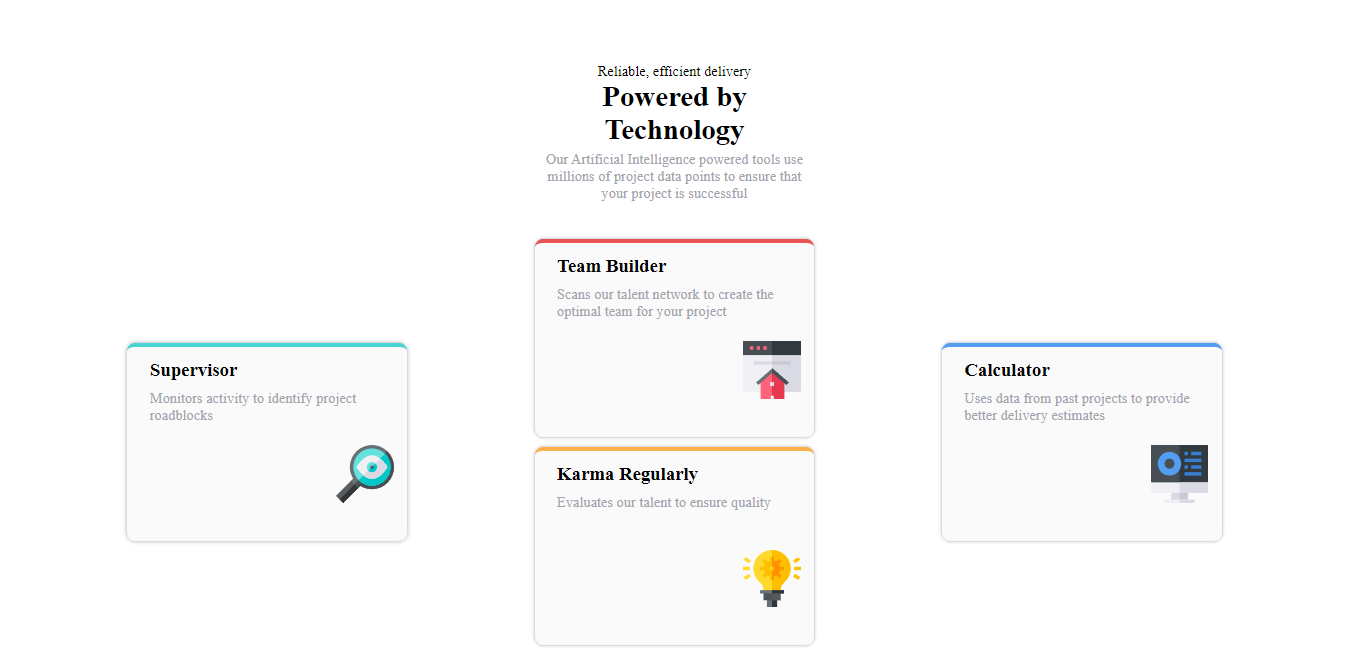 Reliable, efficient delivery
Powered by
Technology
Our Artificial Intelligence powered tools use
millions of project data points to ensure that
your project is successful
Supervisor
Monitors activity to identify project
roadblocks
Team Builder
Scans our talent network to create the
optimal team for your project
Karma Regularly
Evaluates our talent to ensure quality
Calculator
Uses data from past projects to provide
better delivery estimates